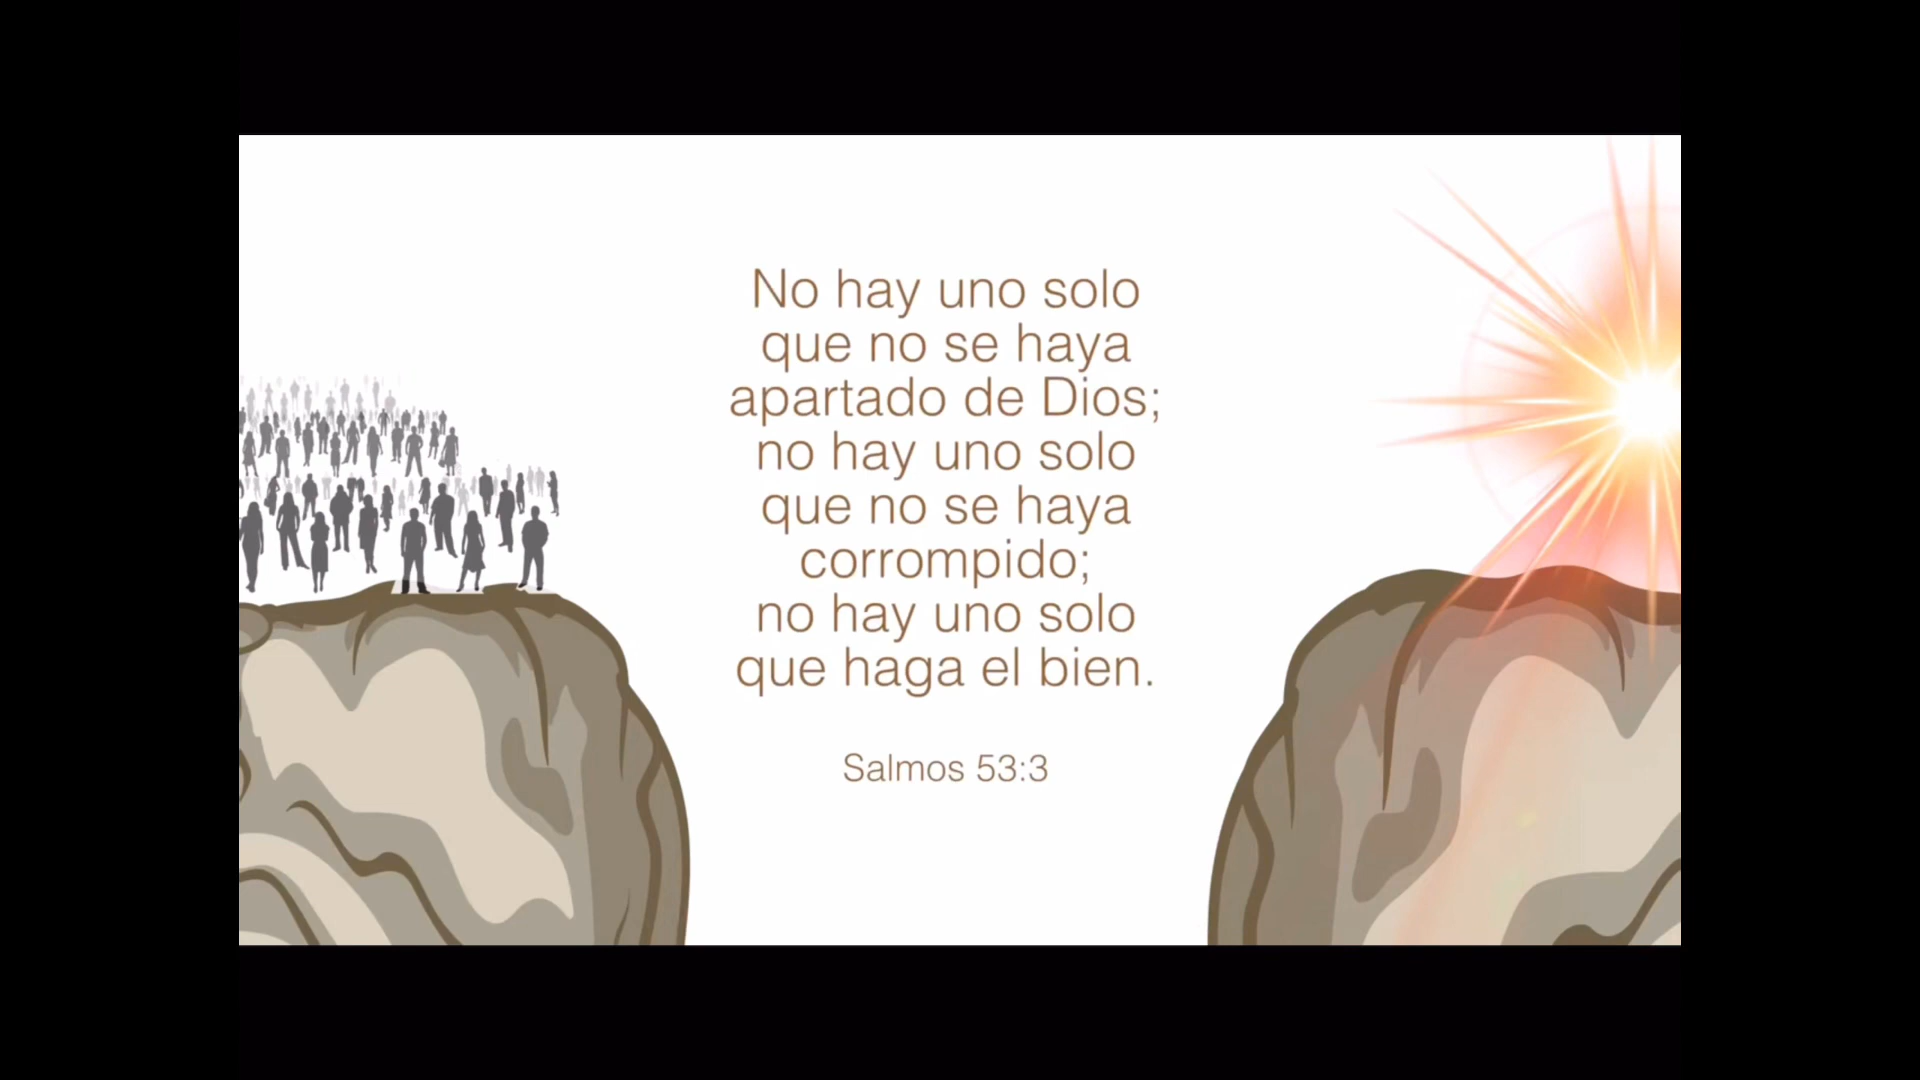 No hay uno solo
que no se haya
apartado de Dios;
no hay uno solo
que no se haya
corrompido;
no hay uno solo
que haga el bien.
Salmos 53:3